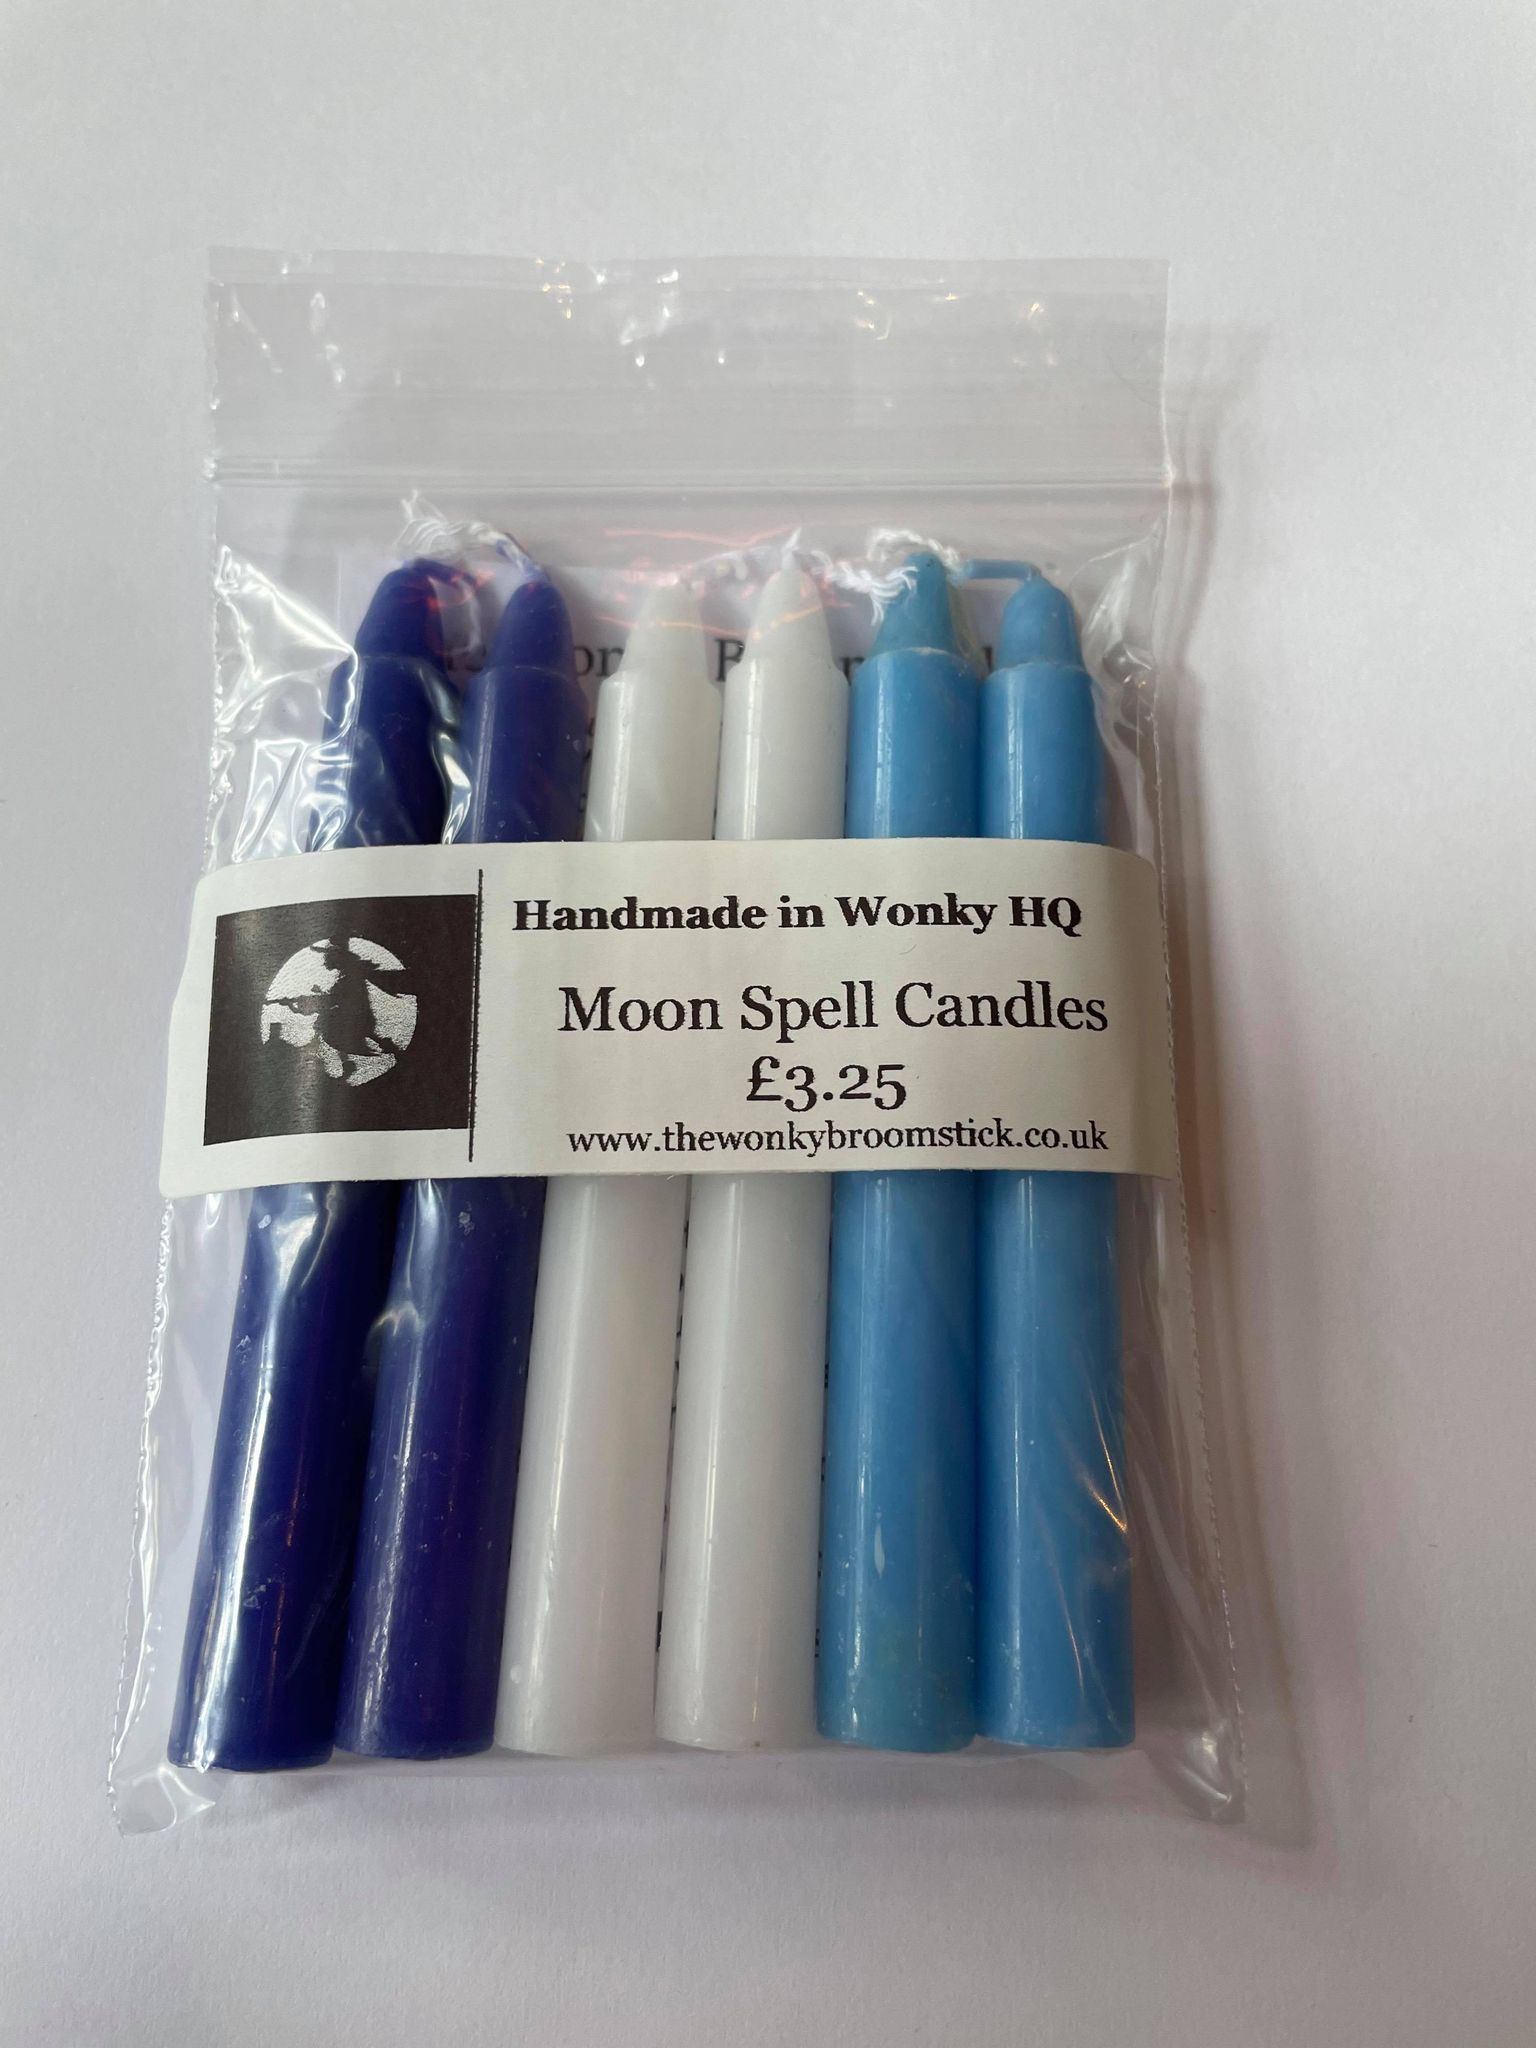 Handmade in Wonky HQ
Moon Spell Candles
£3.25
www.thewonkybroomstick.co.uk